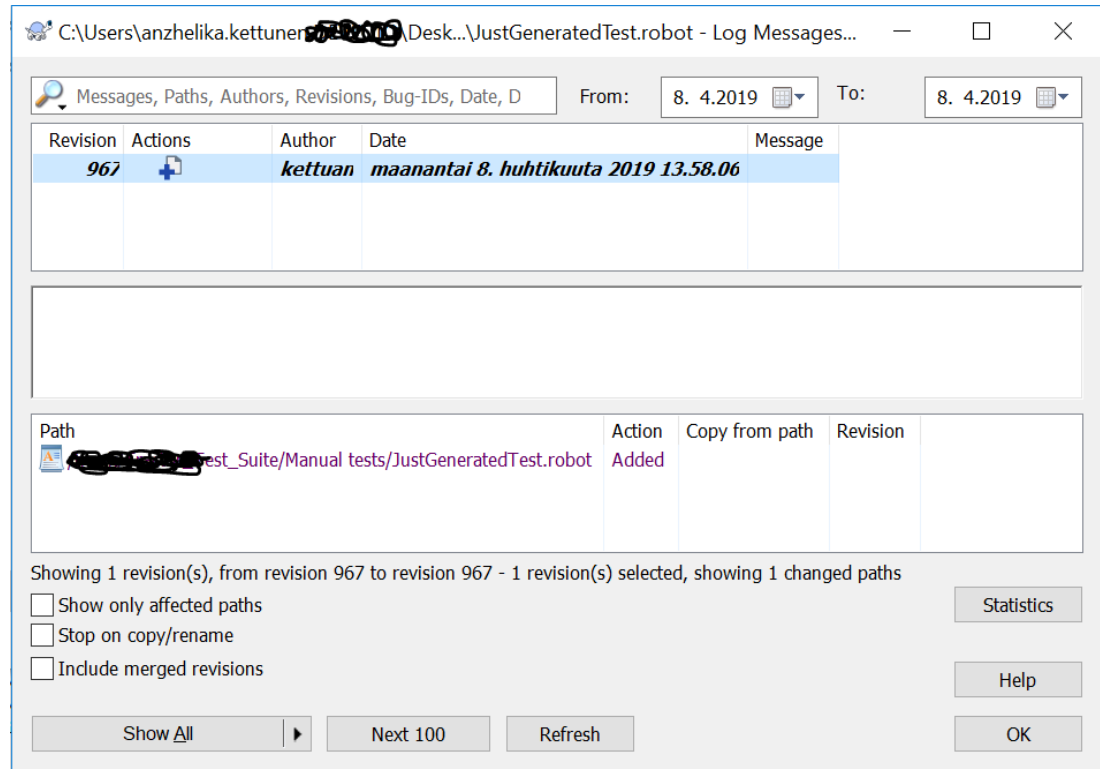 C:\Users\anzhelika.kettunen \Desk...\JustGeneratedTest.robot - Log Messages...
Messages, Paths, Authors, Revisions, Bug-IDs, Date, D From: 8. 4.2019 To: 8. 4.2019
Revision Actions Author Date Message
967 kettuan maanantai 8. huhtikuuta 2019 13.58.06
Path Action Copy from path Revision
est_Suite/Manual tests/JustGeneratedTest.robot Added
Showing 1 revision(s), from revision 967 to revision 967 - 1 revision(s) selected, showing 1 changed paths
Show only affected paths
Statistics
Stop on copy/rename
Include merged revisions
Help
Show All Next 100 Refresh OK